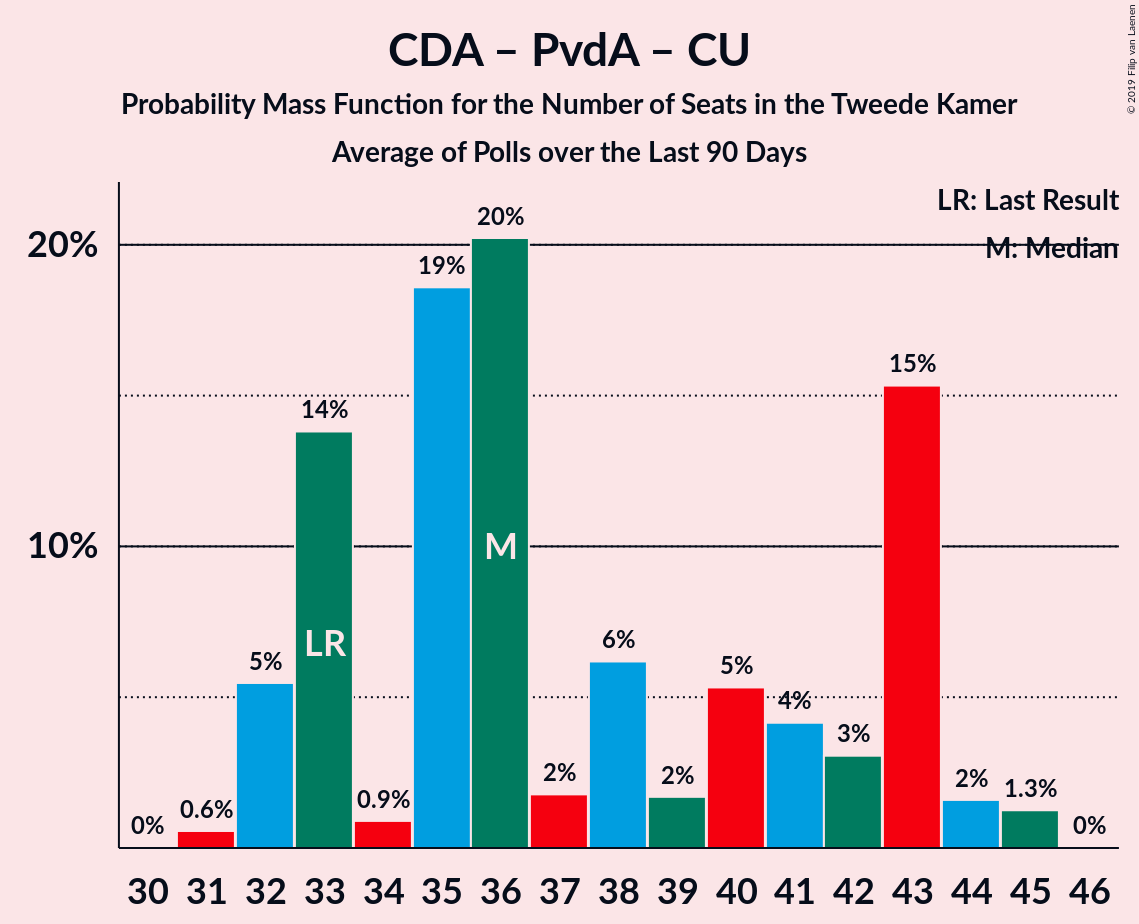 CDA – PvdA – CU
Probability Mass Function for the Number of Seats in the Tweede Kamer
Average of Polls over the Last 90 Days
© 2019 Filip van Laenen
LR: Last Result
M: Median
20%
10%
0%
0.6%
5%
14%
0.9%
19%
20%
2%
6%
2%
5%
4%
3%
15%
2%
1.3%
0%
LR
M
30 31 32 33 34 35 36 37 38 39 40 41 42 43 44 45 46